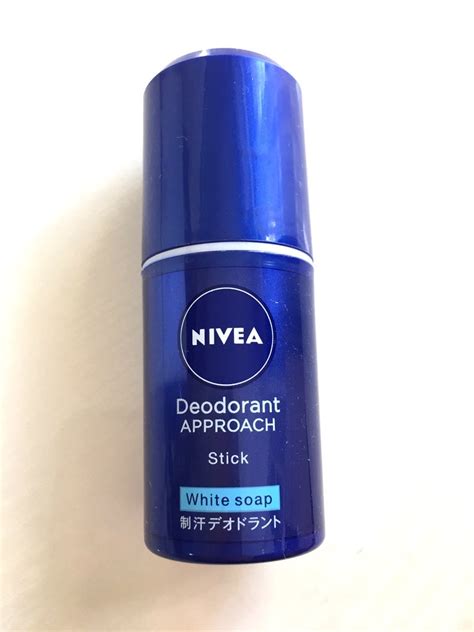 NIVEA
Deodorant
APPROACH
Stick
White soap
制汗デオドラント